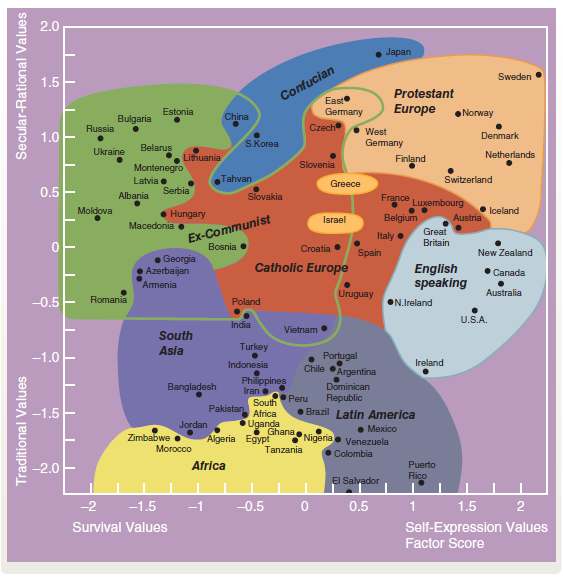 Secular-Rational Values
Traditional Values
2.0
1.5
1.0
0.5
0
−0.5
−1.0
−1.5
−2.0
Japan
Sweden
Confucian
Protestant
Europe
East
Germany
Norway
Estonia
Bulgaria
China
Czech
West
Germany
Denmark
Russia
S.Korea
Ukraine
Belarus
Lithuania
Slovenia
Finland
Netherlands
Montenegro
Latvia
Serbia
Tahvan
Greece
Switzerland
Albania
Slovakia
France
Luxembourg
Moldova
Hungary
Israel
Belgium
Austria
Iceland
Macedonia
Ex-Communist
Great
Britain
Italy
Bosnia
Croatia
Spain
New Zealand
Georgia
Catholic Europe
English
speaking
Azerbaijan
Canada
Armenia
Uruguay
Australia
Romania
Poland
N.Ireland
India
Vietnam
U.S.A.
South
Asia
Turkey
Portugal
Chile
Argentina
Ireland
Indonesia
Bangladesh
Philippines
Iran
Dominican
Republic
Peru
South
Africa
Pakistan
Brazil
Latin America
Uganda
Jordan
Ghana
Mexico
Zimbabwe
Algeria
Egypt
Nigeria
Venezuela
Morocco
Tanzania
Colombia
Africa
Puerto
Rico
El Salvador
−2
−1.5
−1
−0.5
0
0.5
1
1.5
2
Survival Values
Self-Expression Values
Factor Score